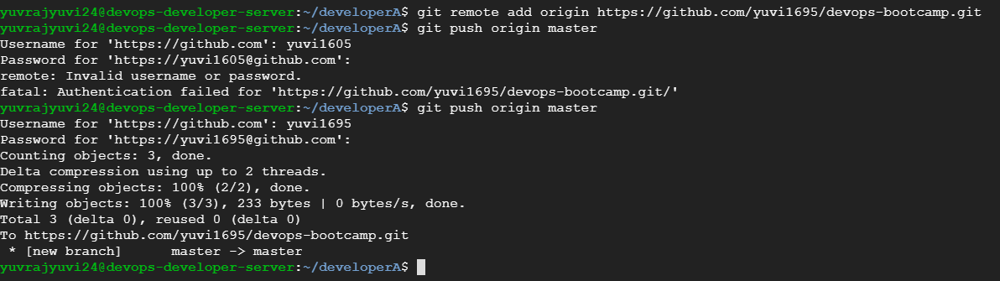 yuvrajyuvi24@devops-developer-server:~/developerA$ git remote add origin https://github.com/yuvi1695/devops-bootcamp.git
yuvrajyuvi24@devops-developer-server:~/developerA$ git push origin master
Username for 'https://github.com': yuvi1605
Password for 'https://yuvi1605@github.com':
remote: Invalid username or password.
fatal: Authentication failed for 'https://github.com/yuvi1695/devops-bootcamp.git/'
yuvrajyuvi24@devops-developer-server:~/developerA$ git push origin master
Username for 'https://github.com': yuvi1695
Password for 'https://yuvi1695@github.com':
Counting objects: 3, done.
Delta compression using up to 2 threads.
Compressing objects: 100% (2/2), done.
Writing objects: 100% (3/3), 233 bytes | 0 bytes/s, done.
Total 3 (delta 0), reused 0 (delta 0)
To https://github.com/yuvi1695/devops-bootcamp.git
 * [new branch]      master -> master
yuvrajyuvi24@devops-developer-server:~/developerA$